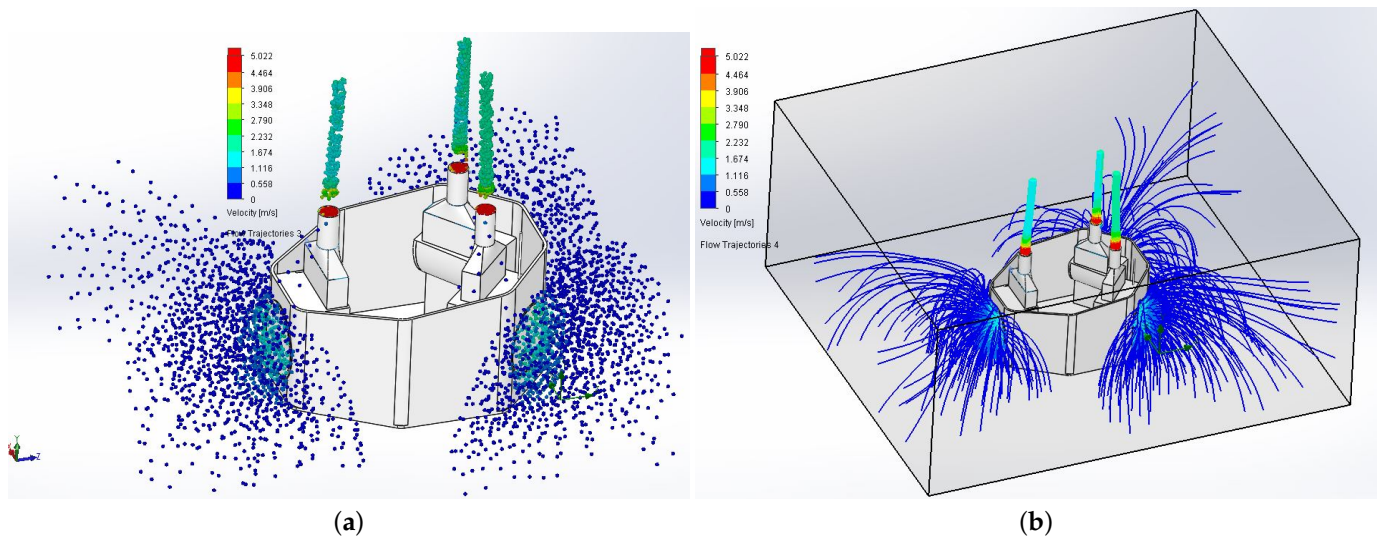 5.022
4.464
3.906
3.348
2.790
2.232
1.674
1.116
0.558
0
Velocity [m/s]
Flow Trajectories 3
Y
Z
(a)
5.022
4.464
3.906
3.348
2.790
2.232
1.674
1.116
0.558
0
Velocity [m/s]
Flow Trajectories 4
(b)